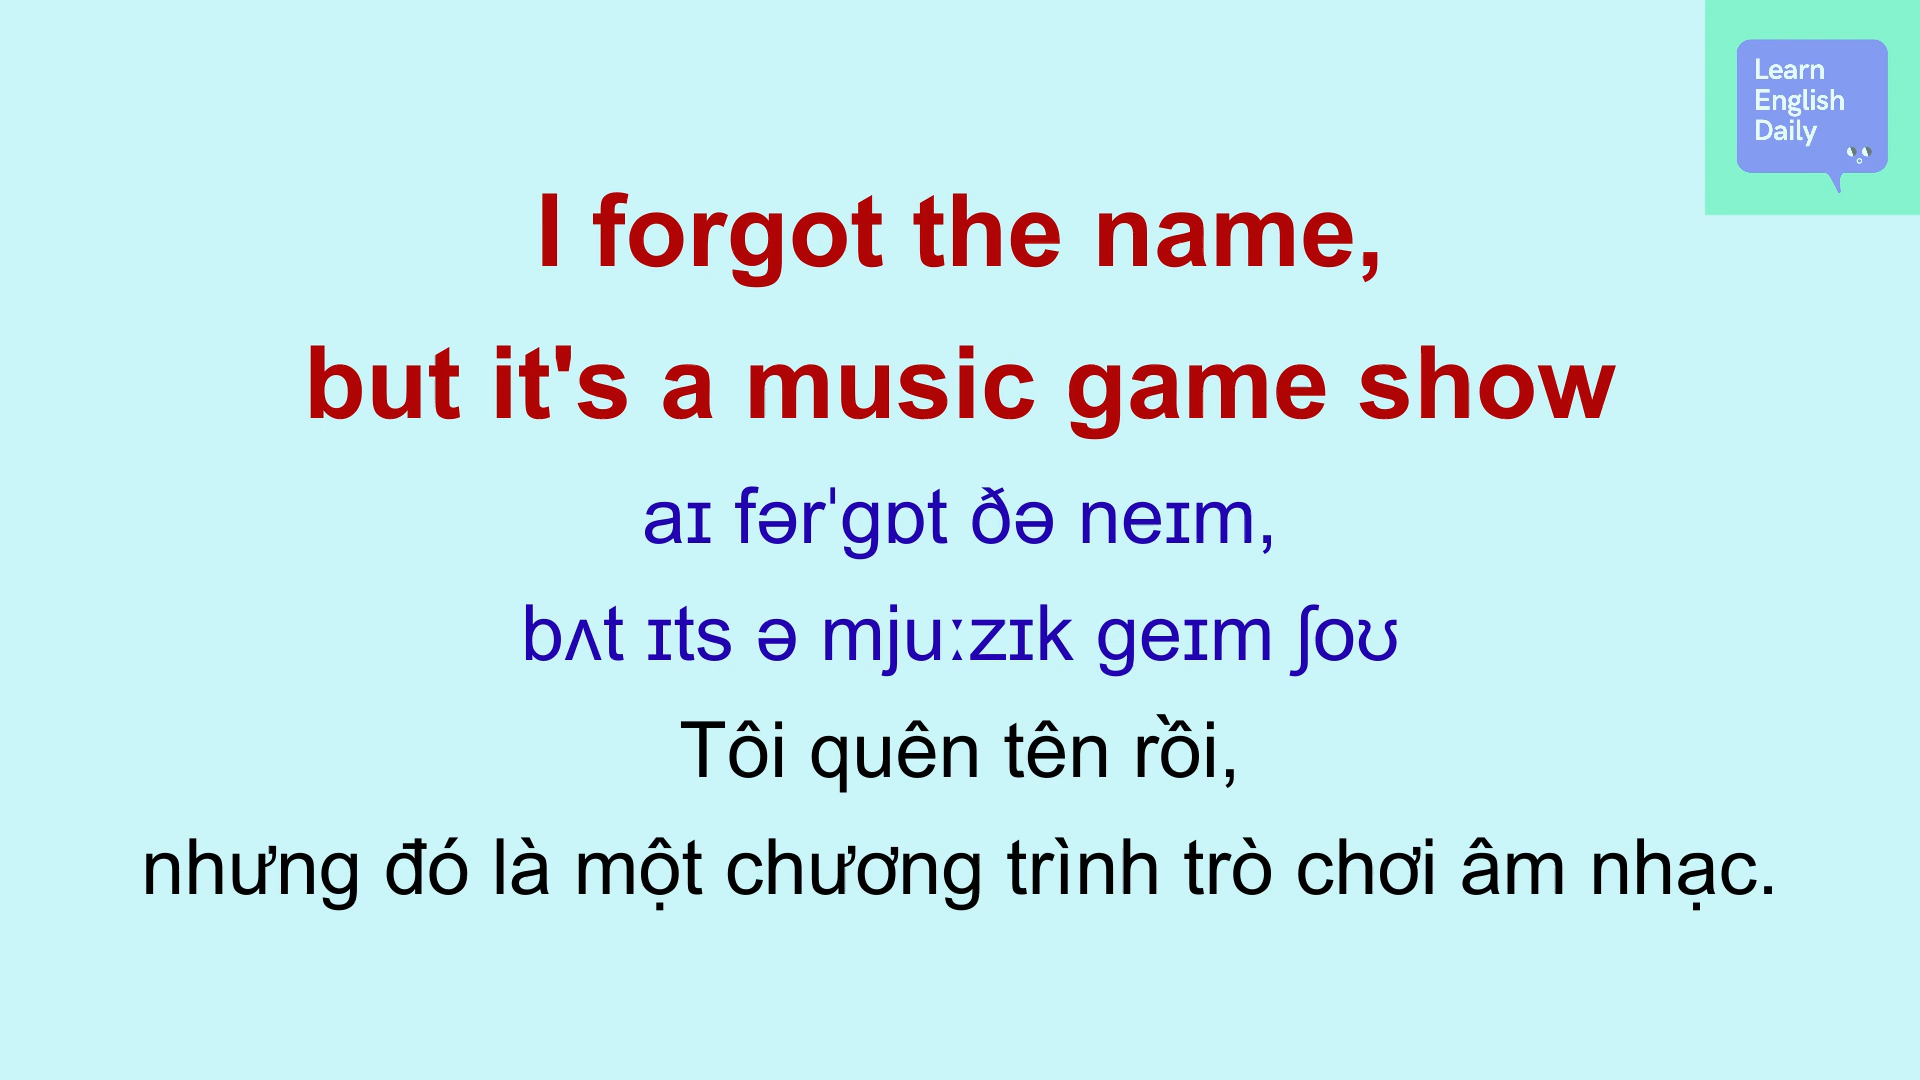 Learn
English
Daily
I forgot the name,
but it's a music game show
aɪ fərˈgɒt ðə neɪm,
bʌt ɪts ə mjuːzɪk geɪm ʃoʊ
Tôi quên tên rồi,
nhưng đó là một chương trình trò chơi âm nhạc.